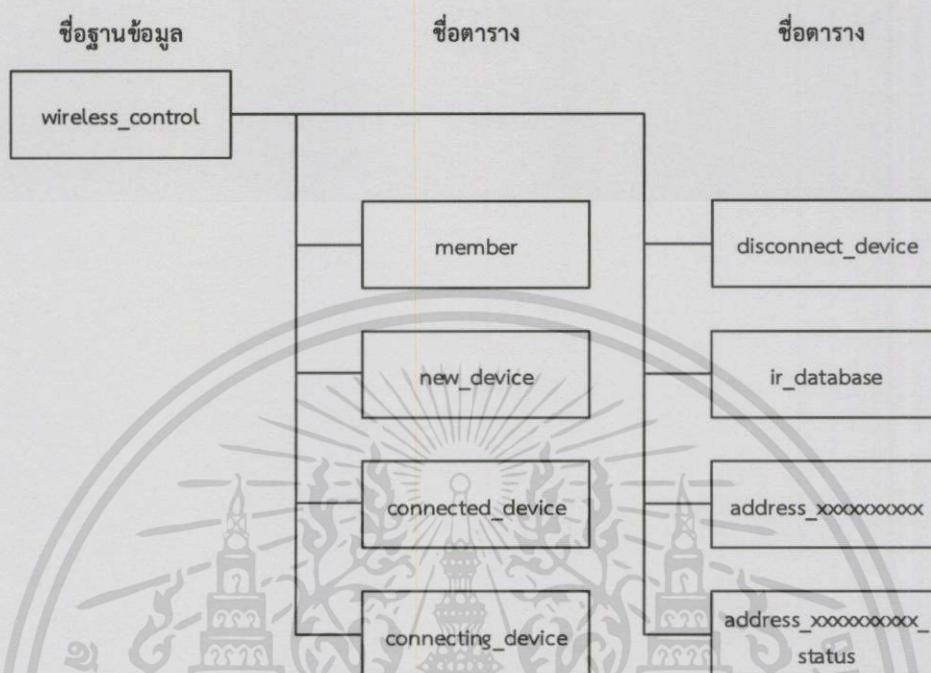 ชื่อฐานข้อมูล
ชื่อตาราง
ชื่อตาราง
wireless_control
member
disconnect_device
new_device
ir_database
connected_device
address_xxxxxxxxxx
connecting_device
address_xxxxxxxxxx_
status